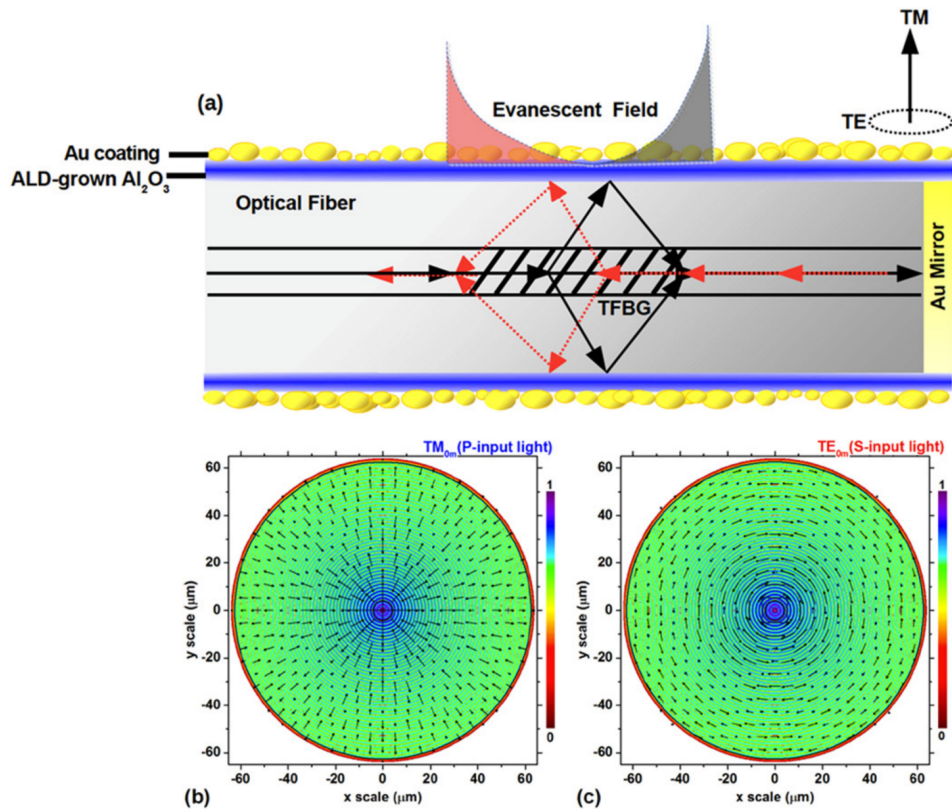 TM
(a)
Evanescent Field
TE
Au coating
ALD-grown Al₂O₃
Optical Fiber
TFBG
Au Mirror
TM₀ₘ(P-input light)
TE₀ₘ(S-input light)
60
40
20
0
-20
-40
-60
y scale (μm)
1
0
60
40
20
0
-20
-40
-60
y scale (μm)
1
0
-60 -40 -20 0 20 40 60
-60 -40 -20 0 20 40 60
(b)
x scale (μm)
(c)
x scale (μm)